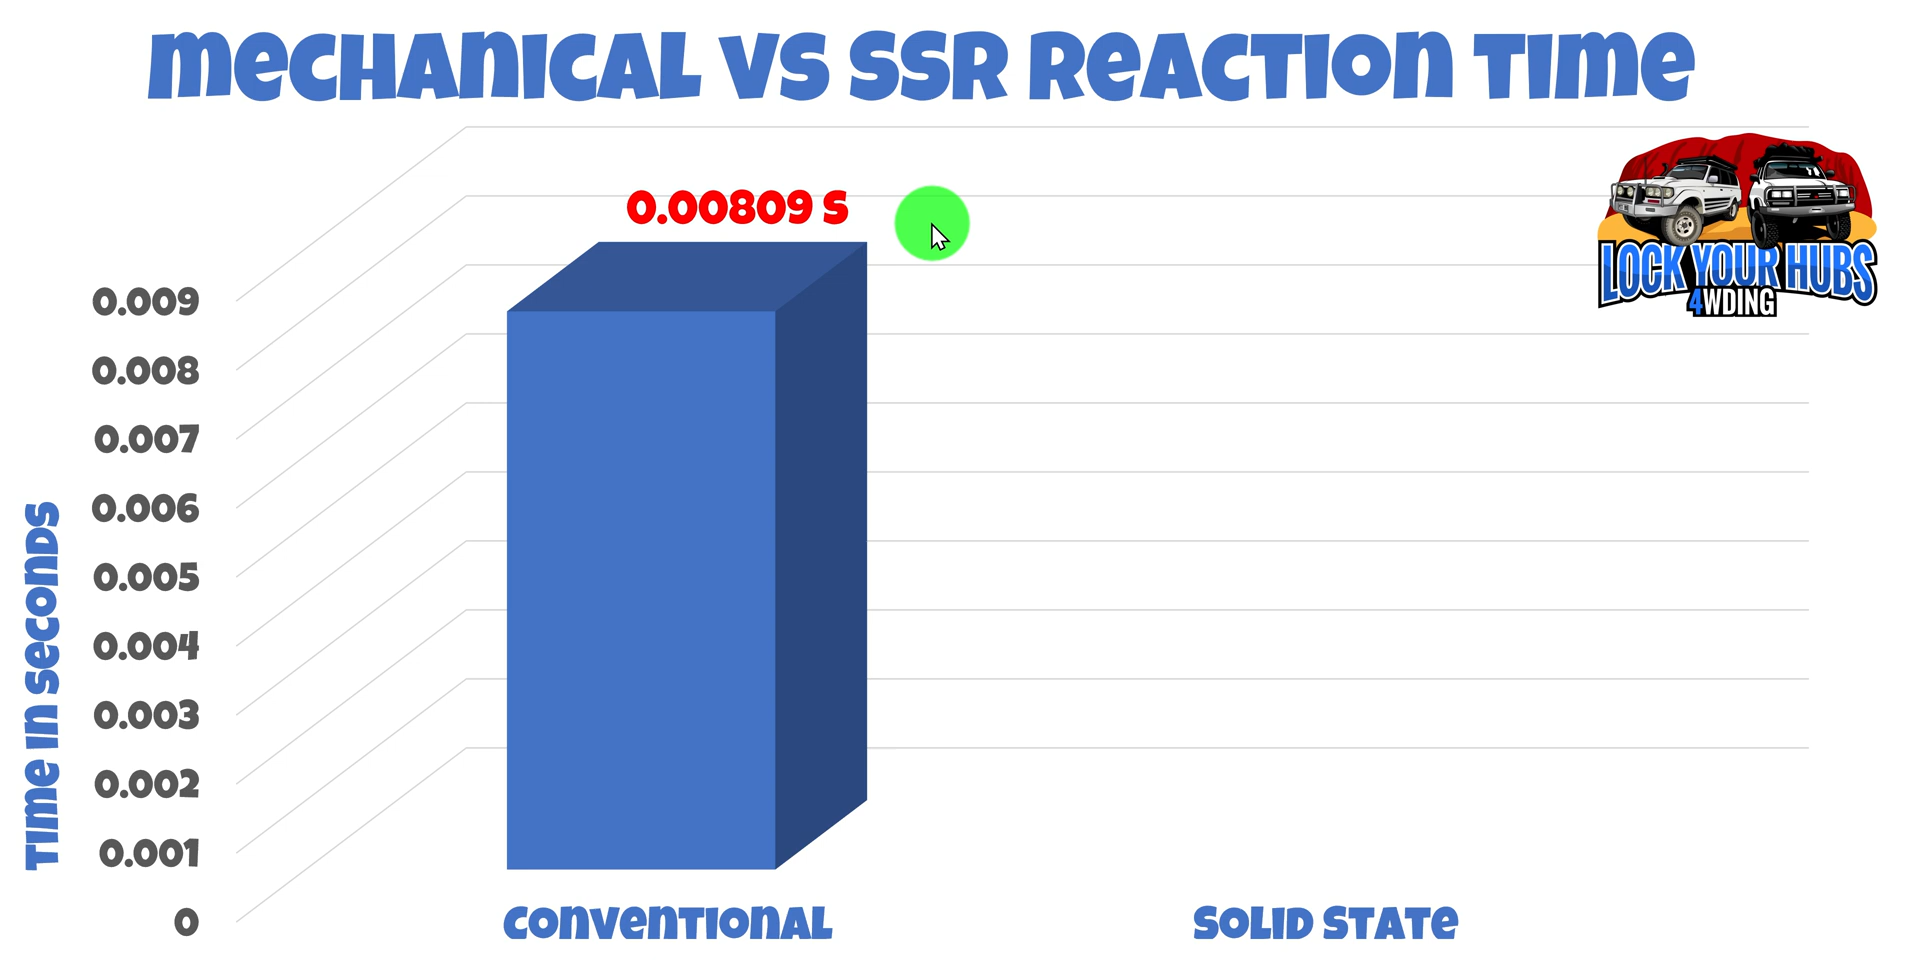 MECHANICAL VS SSR REACTION TIME
0.00809 S
LOCK YOUR HUBS
4WDING
0.009
0.008
0.007
0.006
0.005
0.004
0.003
0.002
0.001
0
TIME IN SECONDS
CONVENTIONAL
SOLID STATE